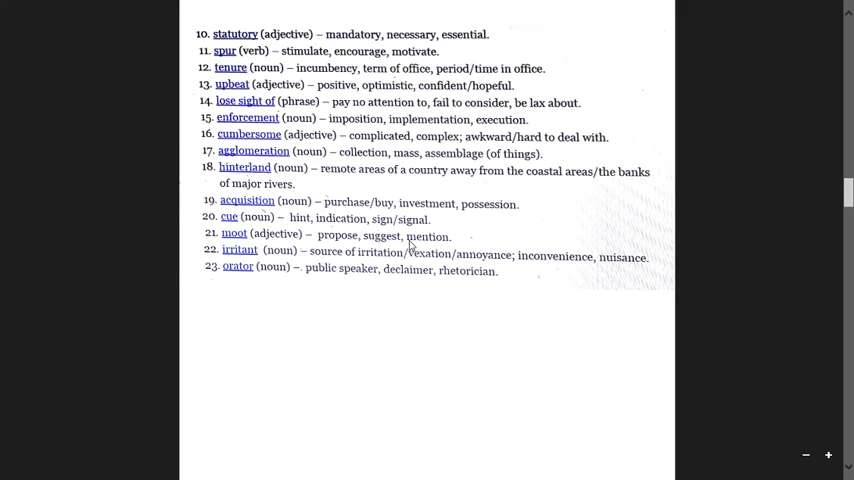 10. statutory (adjective) – mandatory, necessary, essential.
11. spur (verb) – stimulate, encourage, motivate.
12. tenure (noun) – incumbency, term of office, period/time in office.
13. upbeat (adjective) – positive, optimistic, confident/hopeful.
14. lose sight of (phrase) – pay no attention to, fail to consider, be lax about.
15. enforcement (noun) – imposition, implementation, execution.
16. cumbersome (adjective) – complicated, complex; awkward/hard to deal with.
17. agglomeration (noun) – collection, mass, assemblage (of things).
18. hinterland (noun) – remote areas of a country away from the coastal areas/the banks
of major rivers.
19. acquisition (noun) – purchase/buy, investment, possession.
20. cue (noun) – hint, indication, sign/signal.
21. moot (adjective) – propose, suggest, mention.
22. irritant (noun) – source of irritation/vexation/annoyance; inconvenience, nuisance.
23. orator (noun) – public speaker, declaimer, rhetorician.